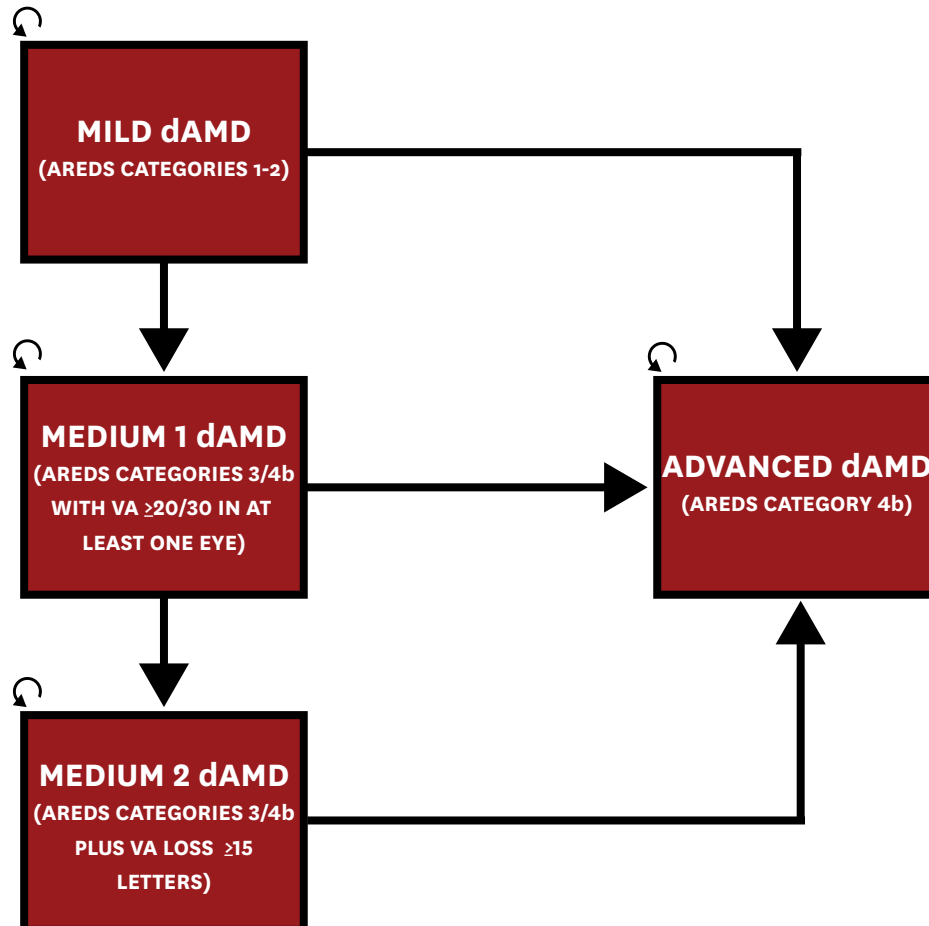 MILD dAMD
(AREDS CATEGORIES 1-2)
MEDIUM 1 dAMD
(AREDS CATEGORIES 3/4b
WITH VA ≥20/30 IN AT
LEAST ONE EYE)
ADVANCED dAMD
(AREDS CATEGORY 4b)
MEDIUM 2 dAMD
(AREDS CATEGORIES 3/4b
PLUS VA LOSS ≥15
LETTERS)